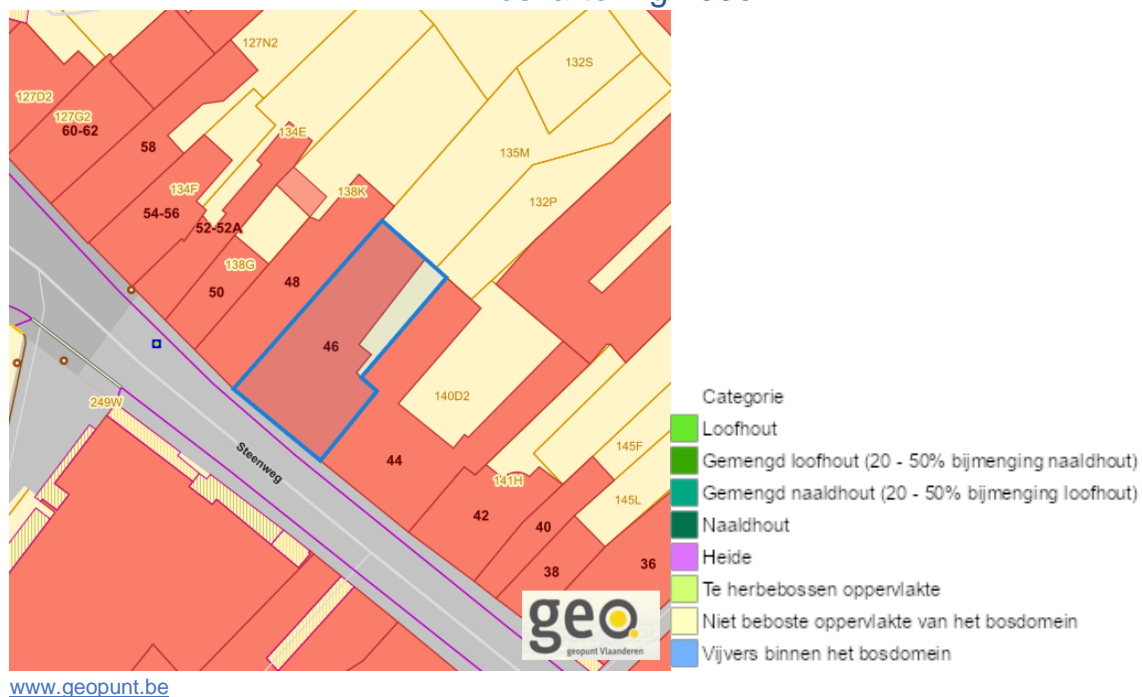 127N2
132S
127D2
127G2
60-62
134E
58
135M
134F
138K
132P
54-56
52-52A
138G
48
50
46
140D2
249W
Categorie
Loofhout
Steenweg
44
145F
Gemengd loofhout (20 - 50% bijmenging naaldhout)
141H
Gemengd naaldhout (20 - 50% bijmenging loofhout)
145L
42
40
Naaldhout
38
36
Heide
Te herbebossen oppervlakte
geo.
Niet beboste oppervlakte van het bosdomein
geopunt Vlaanderen
Vijvers binnen het bosdomein
www.geopunt.be